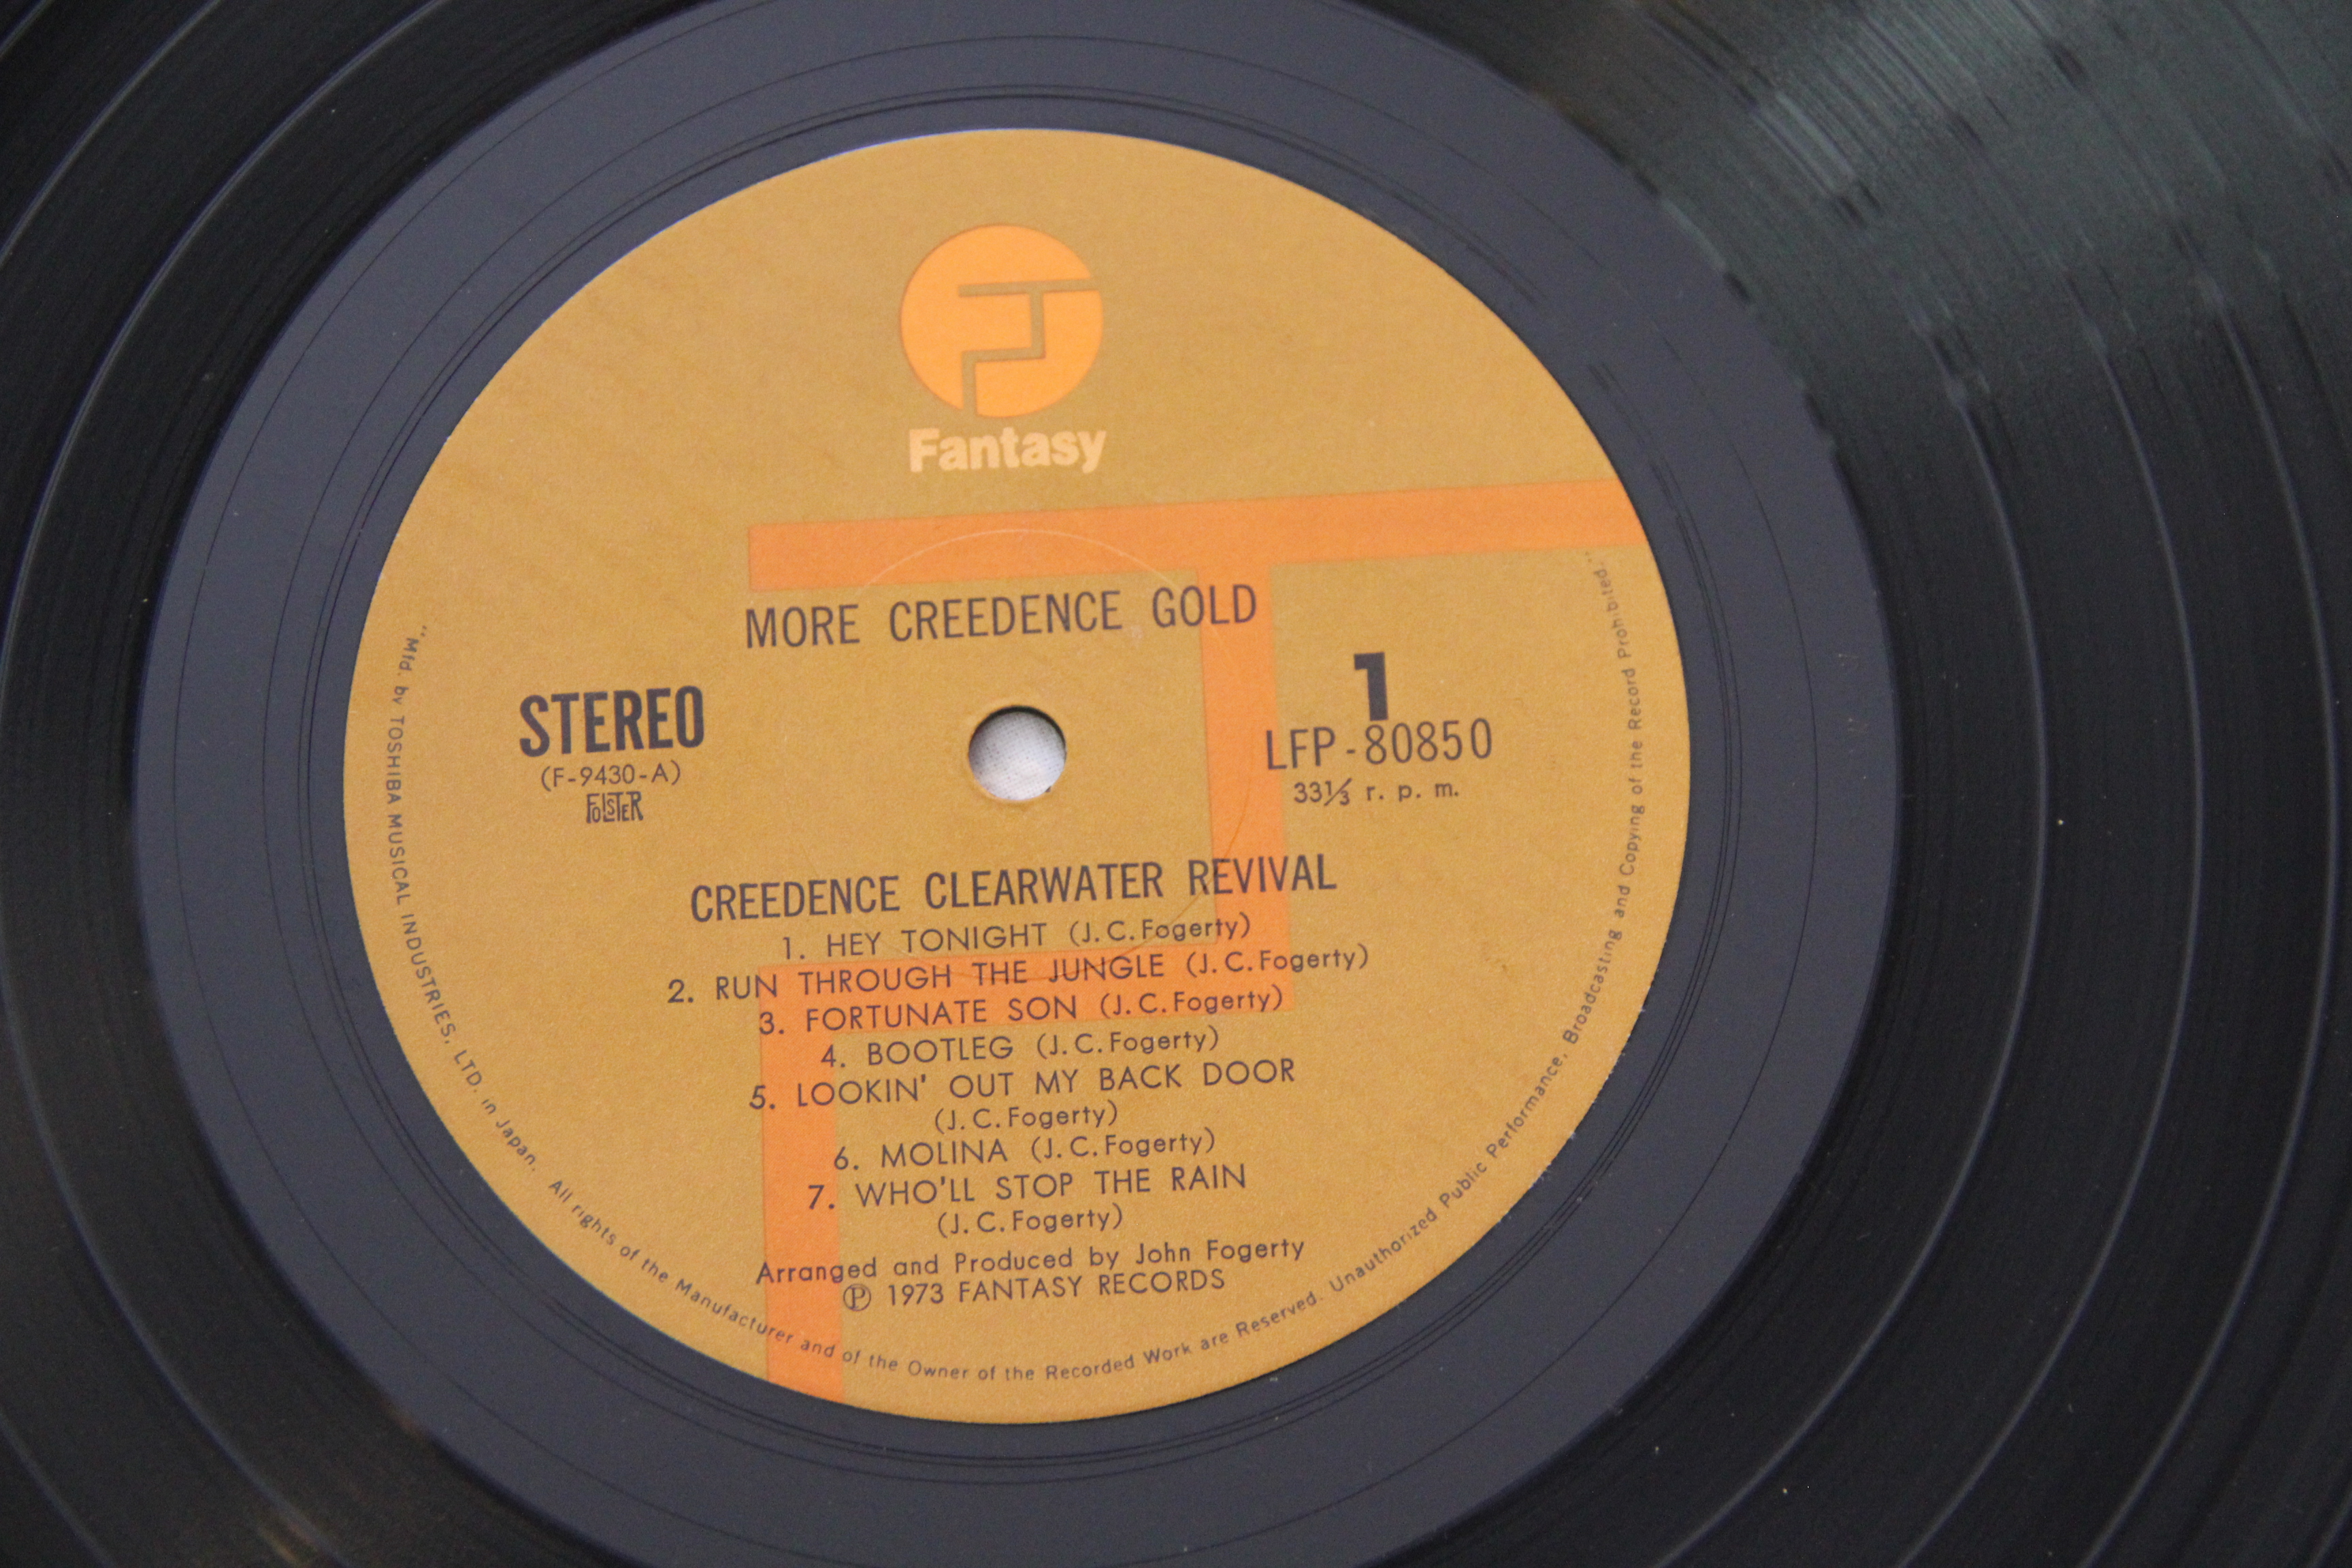 Fantasy
MORE CREEDENCE GOLD
STEREO
(F-9430-A)
FOLSTER
1
LFP-80850
33⅓ r. p. m.
CREEDENCE CLEARWATER REVIVAL
1. HEY TONIGHT (J. C. Fogerty)
2. RUN THROUGH THE JUNGLE (J. C. Fogerty)
3. FORTUNATE SON (J. C. Fogerty)
4. BOOTLEG (J. C. Fogerty)
5. LOOKIN' OUT MY BACK DOOR
(J. C. Fogerty)
6. MOLINA (J. C. Fogerty)
7. WHO'LL STOP THE RAIN
(J. C. Fogerty)
Arranged and Produced by John Fogerty
℗ 1973 FANTASY RECORDS
"Mfd. by TOSHIBA MUSICAL INDUSTRIES, LTD. in Japan. All rights of the Manufacturer and of the Owner of the Recorded Work are Reserved. Unauthorized Public Performance, Broadcasting and Copying of the Record Prohibited."